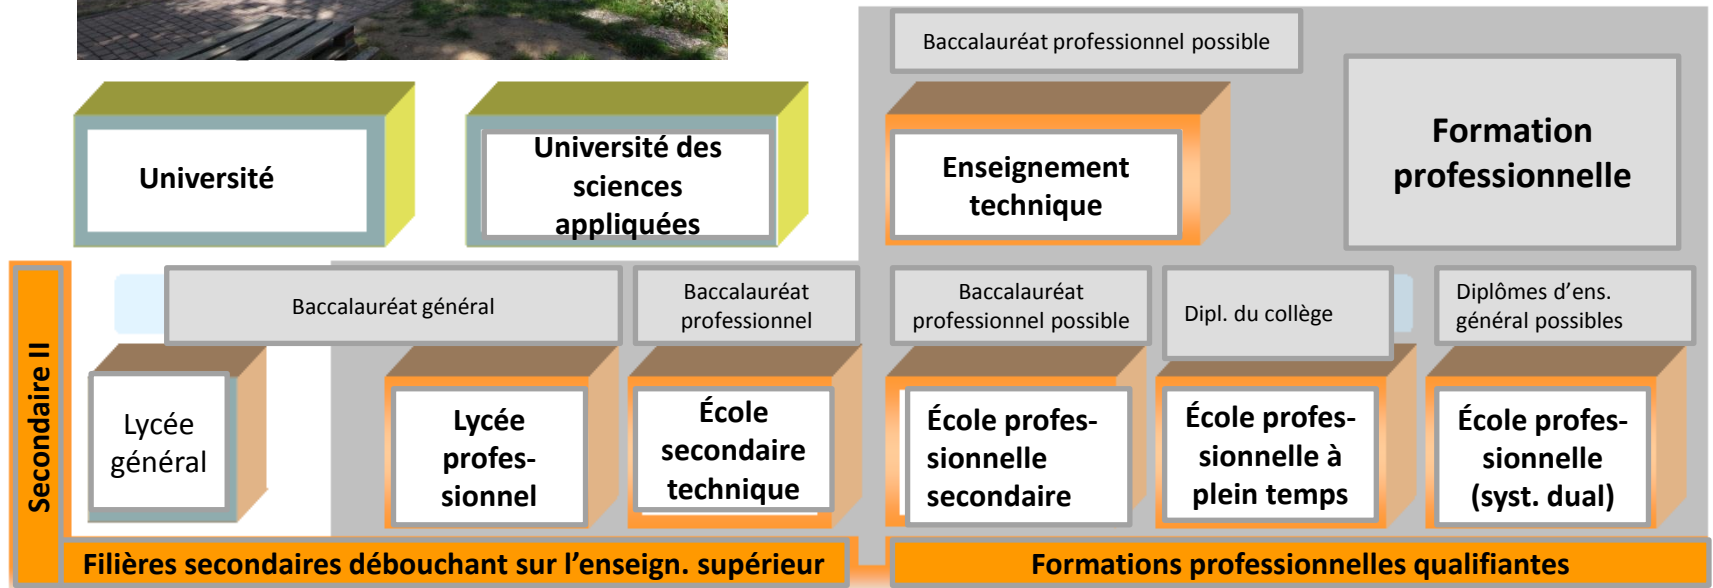 Baccalauréat professionnel possible
Formation
professionnelle
Université
Université des
sciences
appliquées
Enseignement
technique
Secondaire II
Baccalauréat général
Baccalauréat
professionnel
Baccalauréat
professionnel possible
Dipl. du collège
Diplômes d’ens.
général possibles
Lycée
général
Lycée
profes-
sionnel
École
secondaire
technique
École profes-
sionnelle
secondaire
École profes-
sionnelle à
plein temps
École profes-
sionnelle
(syst. dual)
Filières secondaires débouchant sur l’enseign. supérieur
Formations professionnelles qualifiantes